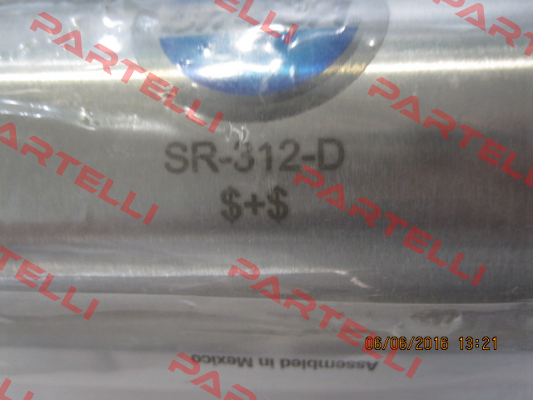 PARTELLI
PARTELLI
PARTELLI
SR-312-D
$+$
PARTELLI
PARTELLI
PARTELLI
06/06/2016 13:21
Assembled in Mexico
PARTELLI